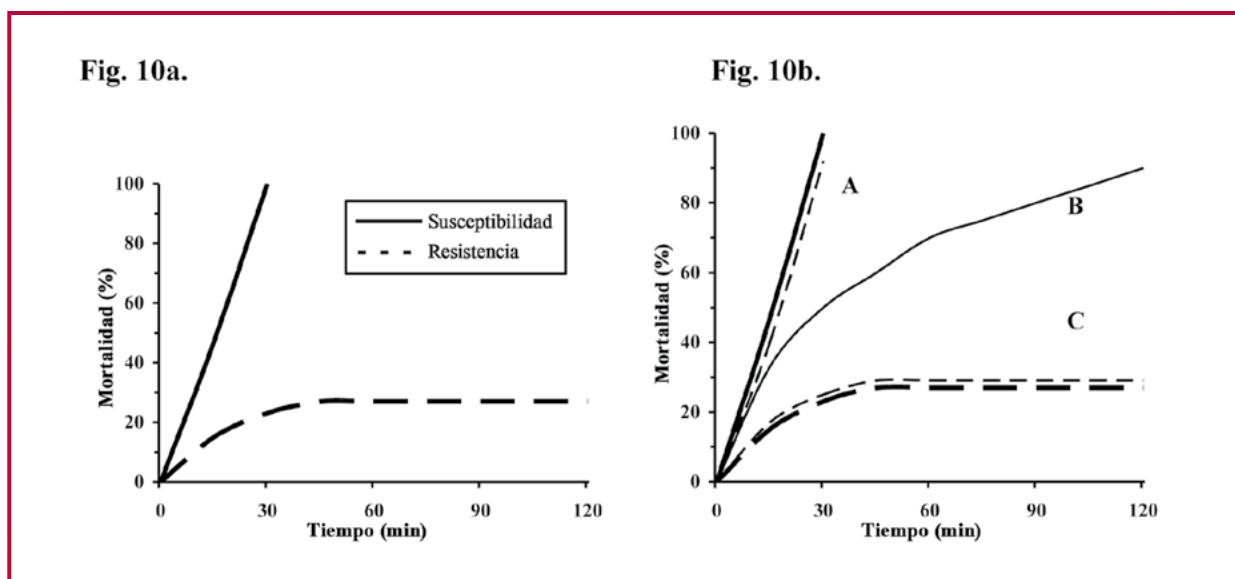 Fig. 10a.
100
80
60
40
20
0
Mortalidad (%)
Susceptibilidad
Resistencia
0 30 60 90 120
Tiempo (min)
Fig. 10b.
100
80
60
40
20
0
Mortalidad (%)
A
B
C
0 30 60 90 120
Tiempo (min)